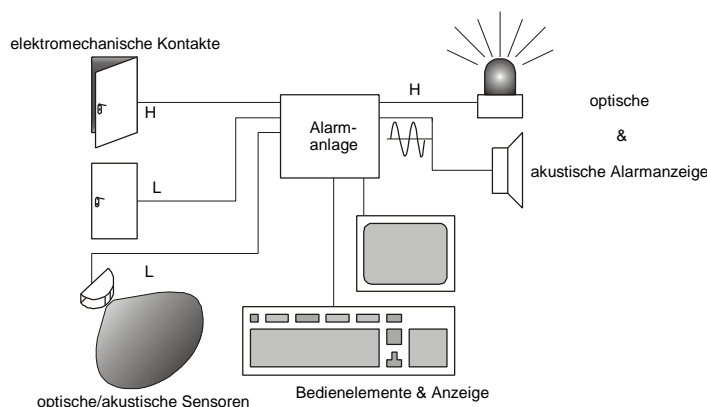 elektromechanische Kontakte
H
L
L
optische/akustische Sensoren
Alarm-
anlage
H
optische
&
akustische Alarmanzeige
Bedienelemente & Anzeige